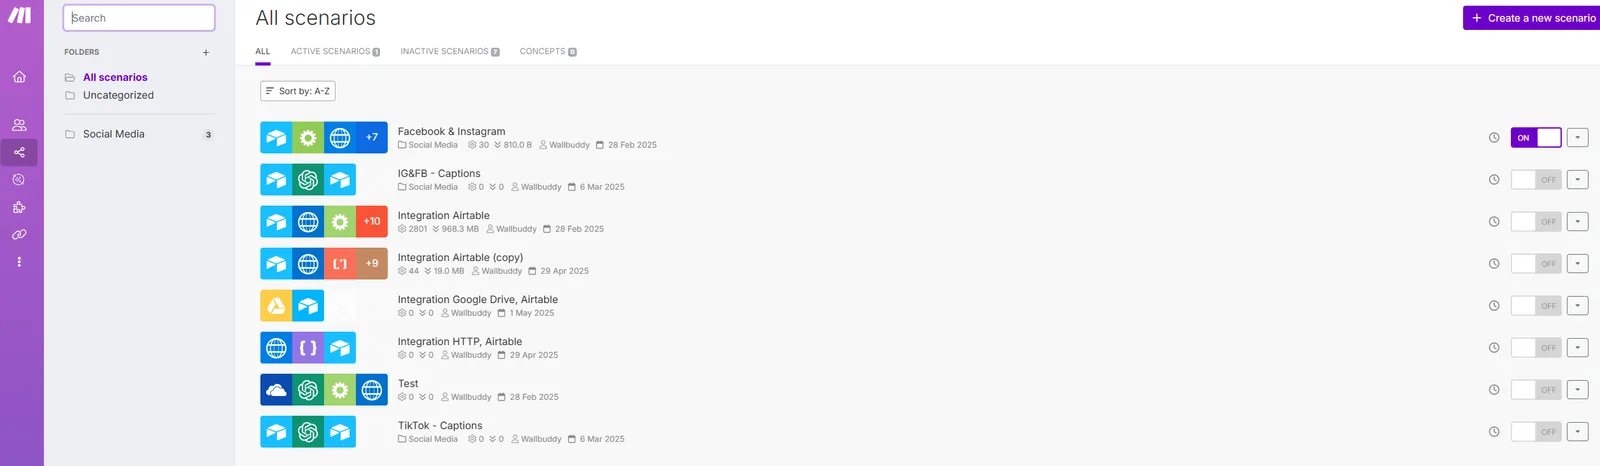 Search
FOLDERS +
All scenarios
Uncategorized
Social Media 3
All scenarios
+ Create a new scenario
ALL ACTIVE SCENARIOS 1 INACTIVE SCENARIOS 7 CONCEPTS 0
Sort by: A-Z
+7 Facebook & Instagram
Social Media 30 810.0 B Wallbuddy 28 Feb 2025
ON
IG&FB - Captions
Social Media 0 0 Wallbuddy 6 Mar 2025
OFF
+10 Integration Airtable
2801 968.3 MB Wallbuddy 28 Feb 2025
OFF
+9 Integration Airtable (copy)
44 19.0 MB Wallbuddy 29 Apr 2025
OFF
Integration Google Drive, Airtable
0 0 Wallbuddy 1 May 2025
OFF
Integration HTTP, Airtable
0 0 Wallbuddy 29 Apr 2025
OFF
Test
0 0 Wallbuddy 28 Feb 2025
OFF
TikTok - Captions
Social Media 0 0 Wallbuddy 6 Mar 2025
OFF